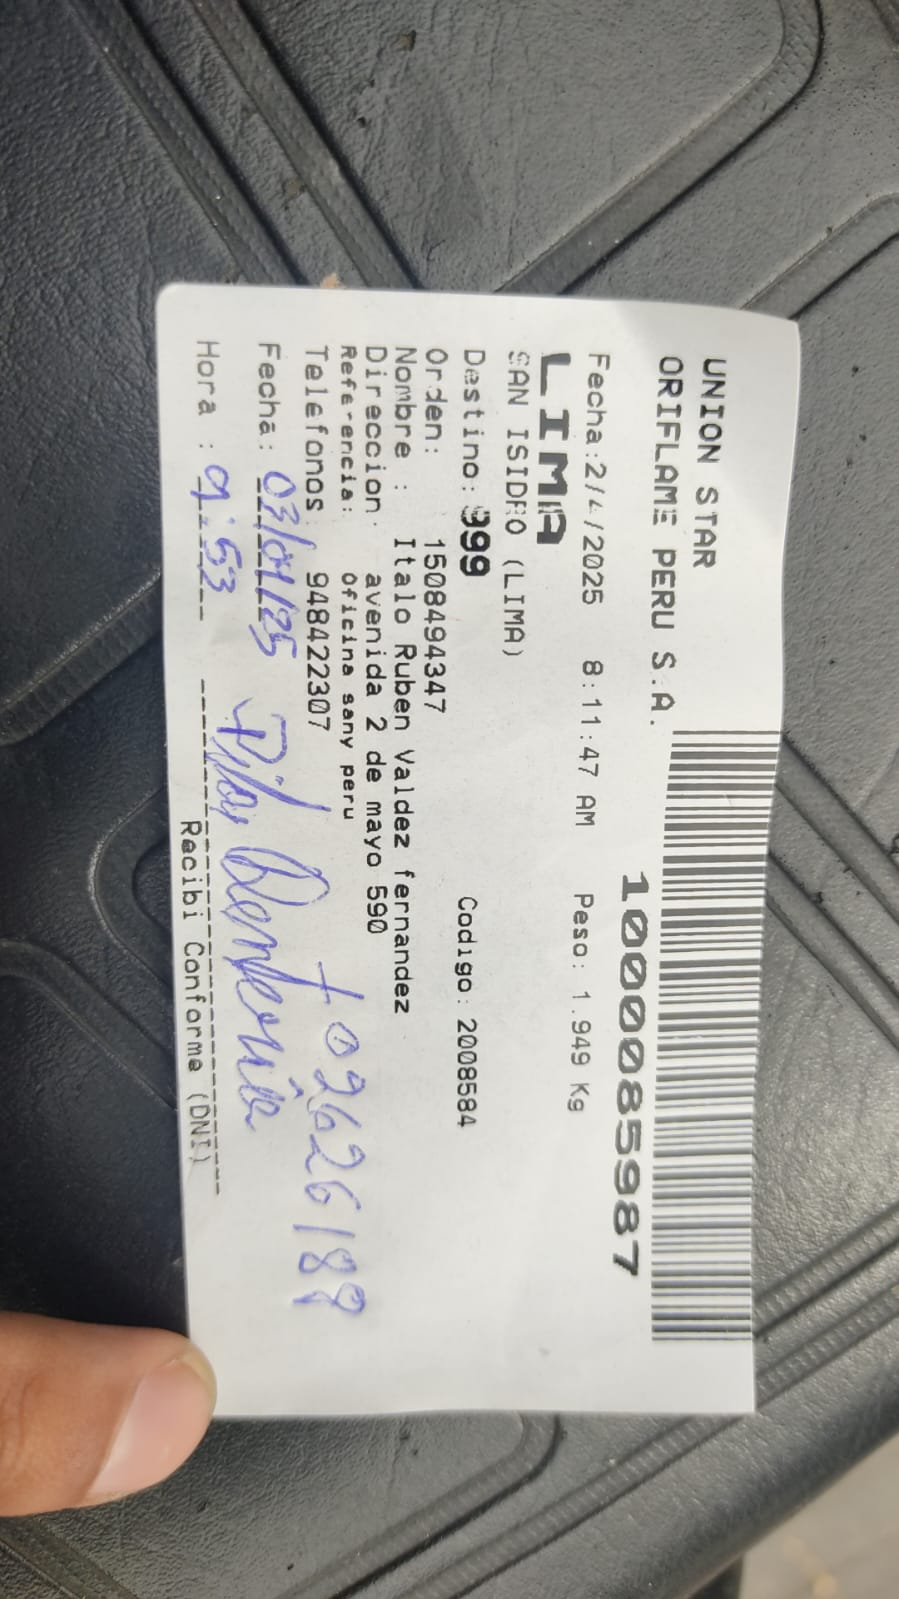 UNION STAR
ORIFLAME PERU S.A.
1000085987
Fecha:2/4/2025 8:11:47 AM Peso: 1.949 Kg
LIMA
SAN ISIDRO (LIMA)
Destino: 999 Codigo: 2008584
Orden: 150849347
Nombre : Italo Ruben Valdez fernandez
Direccion: avenida 2 de mayo 590
Referencia: oficina sany peru
Telefonos: 948422307
Fecha: 03/04/25 Pilar
Hora : 9:53
Recibi Conforme (DNI)